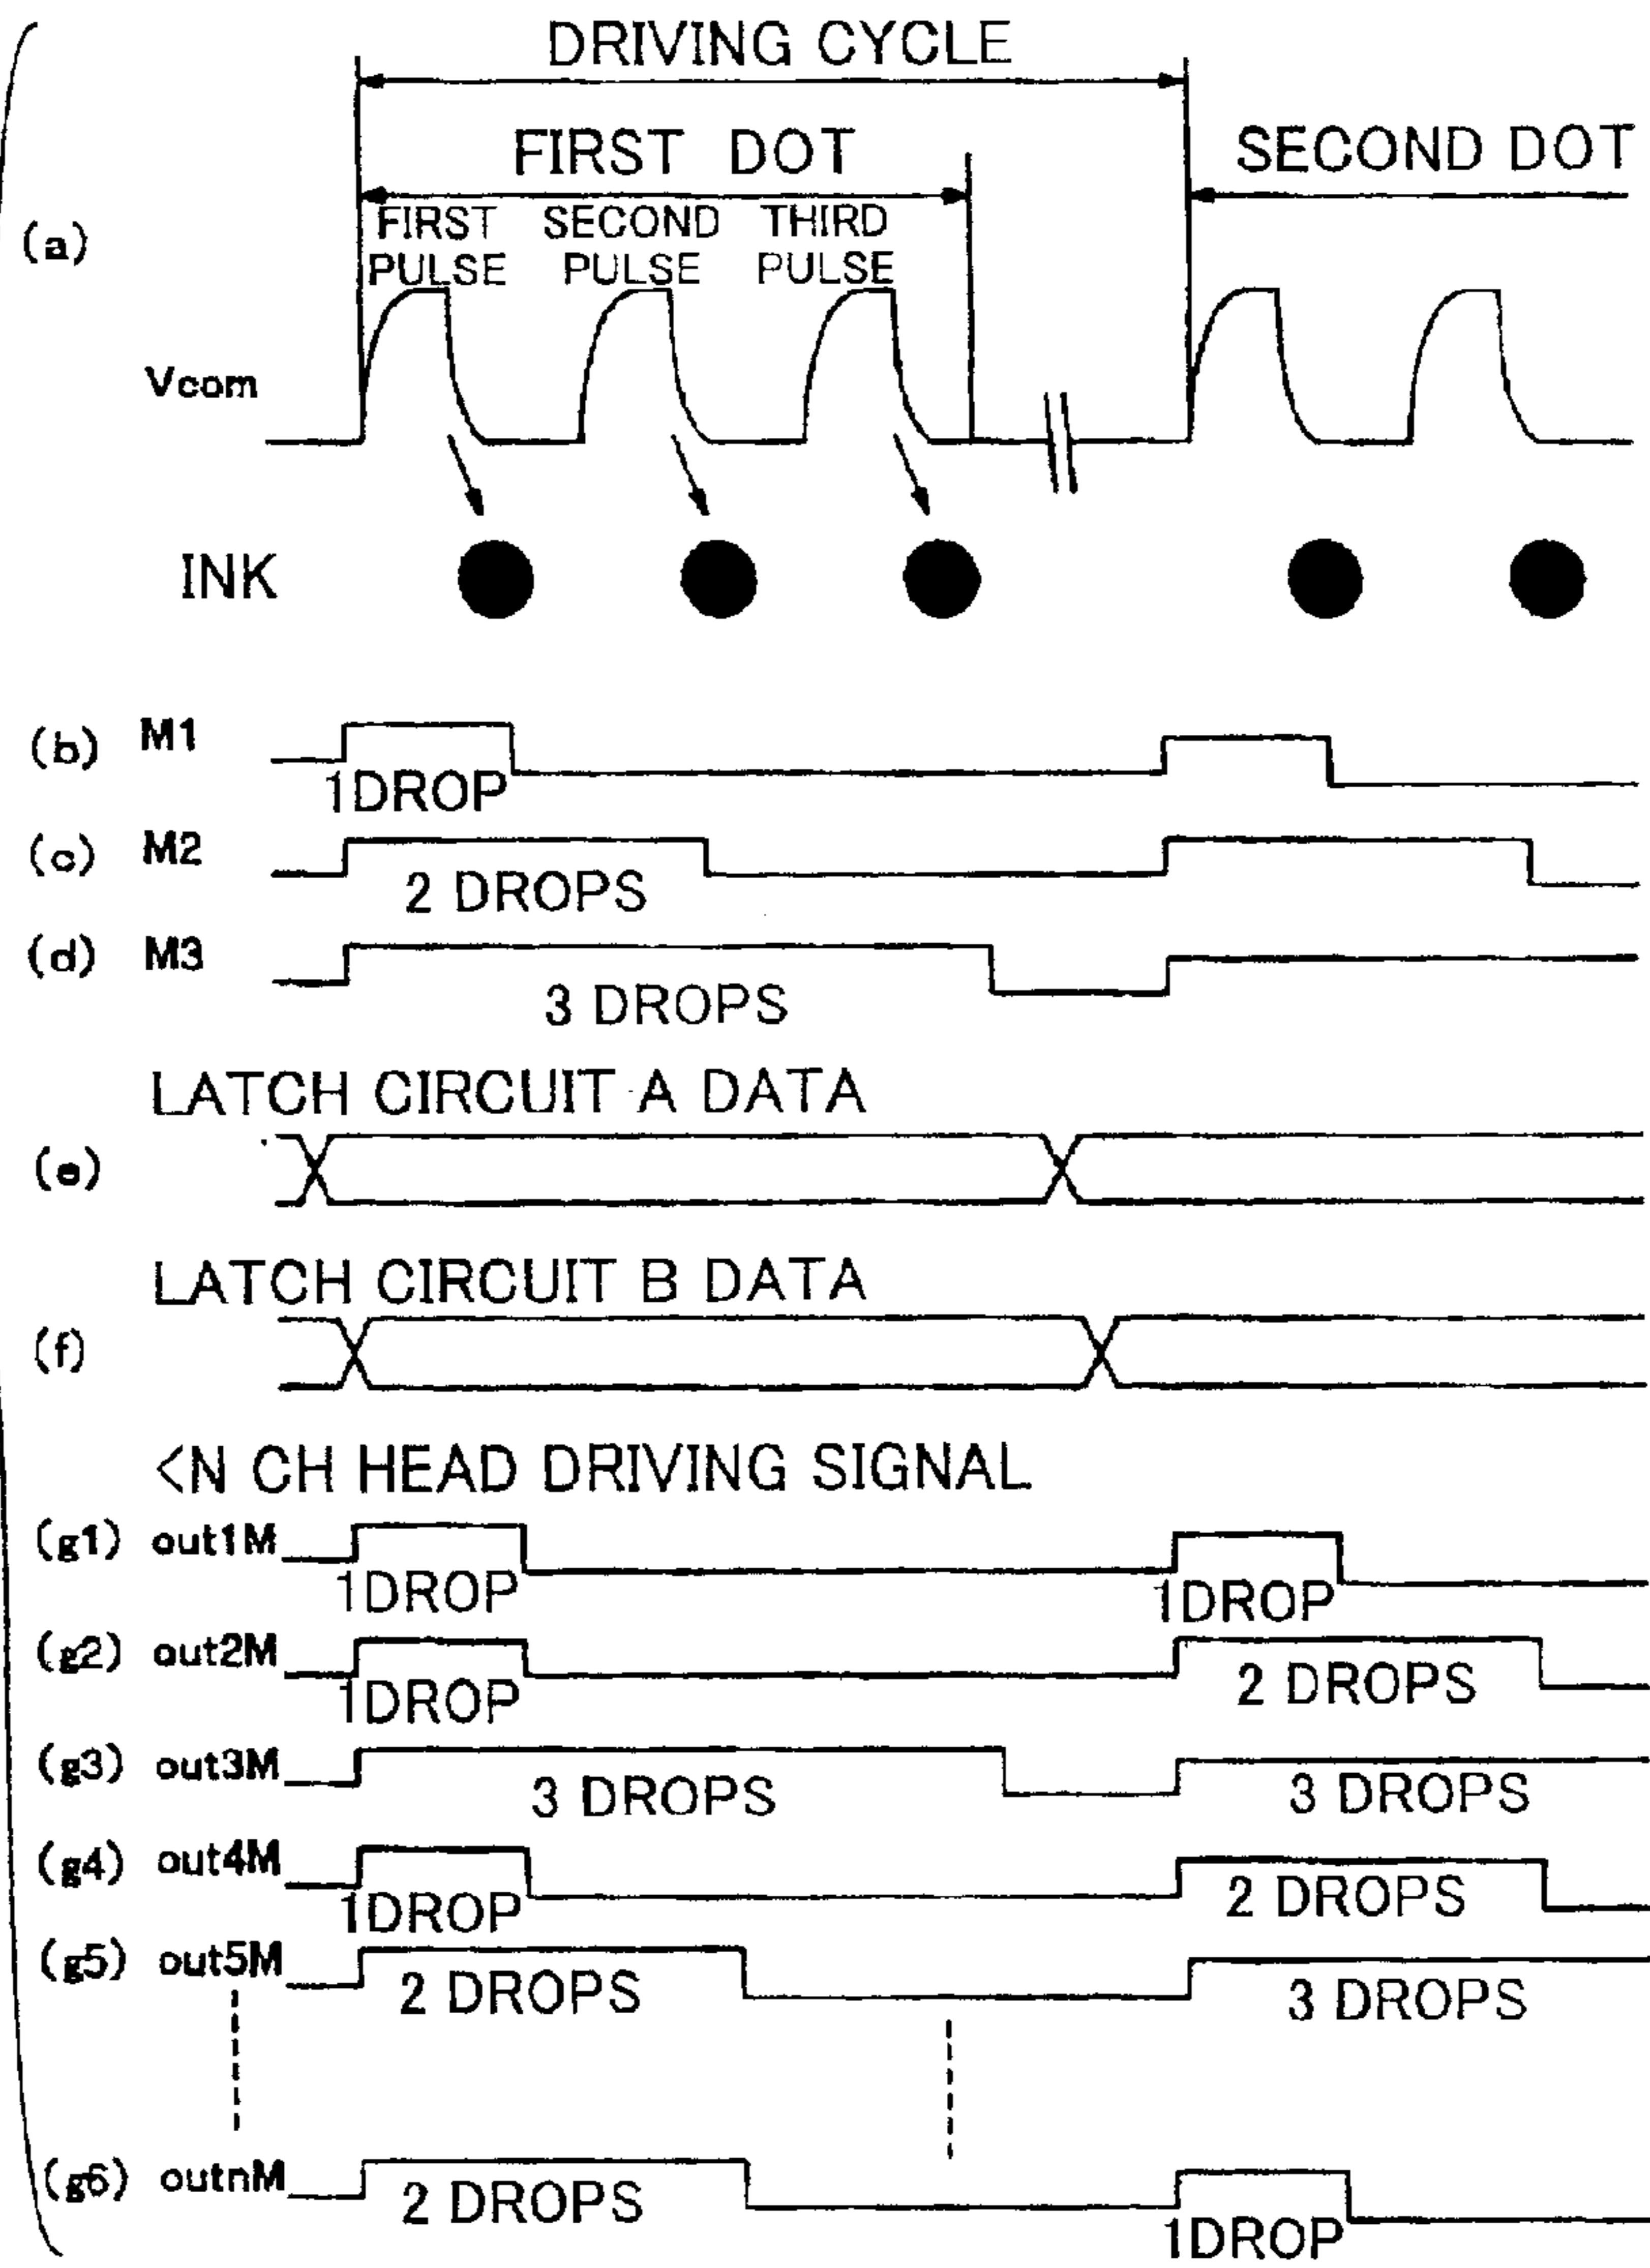 DRIVING CYCLE
FIRST DOT
SECOND DOT
(a)
FIRST PULSE
SECOND PULSE
THIRD PULSE
Vcom
INK
(b) M1
1DROP
(c) M2
2 DROPS
(d) M3
3 DROPS
LATCH CIRCUIT A DATA
(e)
LATCH CIRCUIT B DATA
(f)
<N CH HEAD DRIVING SIGNAL
(g1) out1M
1DROP 1DROP
(g2) out2M
1DROP 2 DROPS
(g3) out3M
3 DROPS 3 DROPS
(g4) out4M
1DROP 2 DROPS
(g5) out5M
2 DROPS 3 DROPS
(g6) outnM
2 DROPS 1DROP